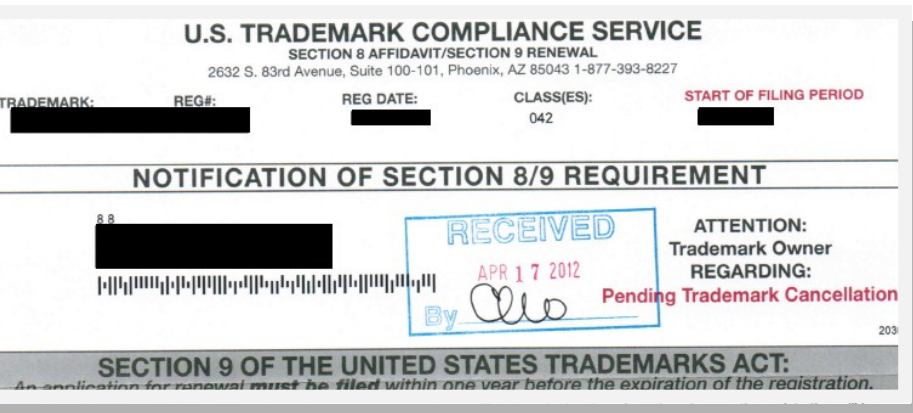 U.S. TRADEMARK COMPLIANCE SERVICE
SECTION 8 AFFIDAVIT/SECTION 9 RENEWAL
2632 S. 83rd Avenue, Suite 100-101, Phoenix, AZ 85043 1-877-393-8227
TRADEMARK: REG#: REG DATE: CLASS(ES): START OF FILING PERIOD
042
NOTIFICATION OF SECTION 8/9 REQUIREMENT
8 8
RECEIVED
APR 17 2012
By
ATTENTION:
Trademark Owner
REGARDING:
Pending Trademark Cancellation
SECTION 9 OF THE UNITED STATES TRADEMARKS ACT:
An application for renewal must be filed within one year before the expiration of the registration.